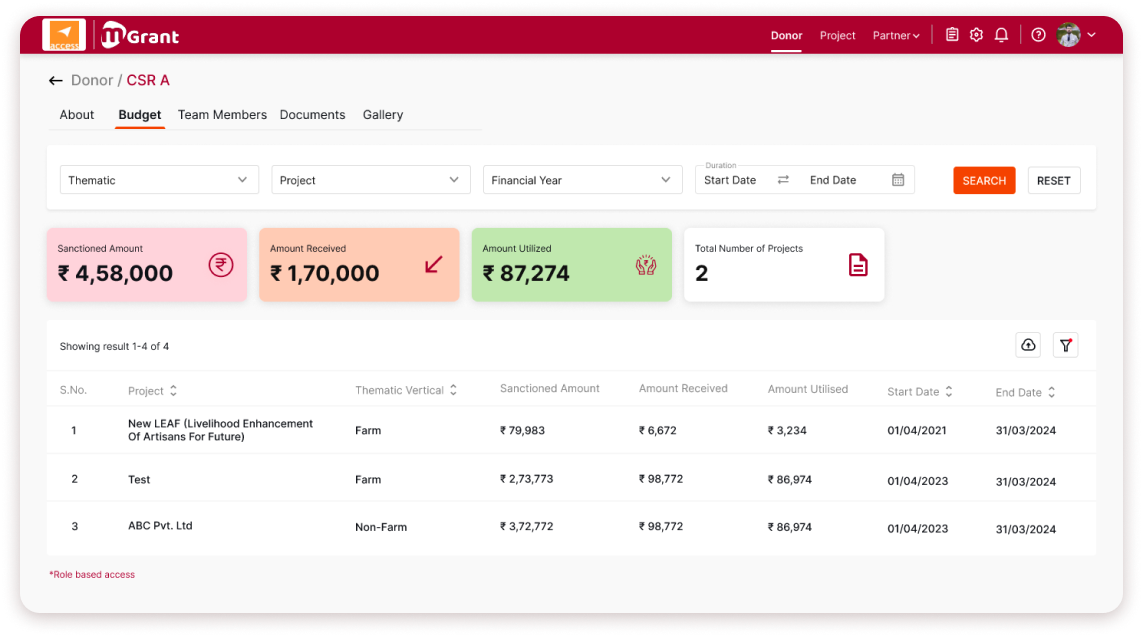 access
mGrant
Donor Project Partner
Donor / CSR A
About Budget Team Members Documents Gallery
Duration
Thematic Project Financial Year Start Date End Date SEARCH RESET
Sanctioned Amount
₹ 4,58,000
Amount Received
₹ 1,70,000
Amount Utilized
₹ 87,274
Total Number of Projects
2
Showing result 1-4 of 4
S.No. Project Thematic Vertical Sanctioned Amount Amount Received Amount Utilised Start Date End Date
1 New LEAF (Livelihood Enhancement
Of Artisans For Future) Farm ₹ 79,983 ₹ 6,672 ₹ 3,234 01/04/2021 31/03/2024
2 Test Farm ₹ 2,73,773 ₹ 98,772 ₹ 86,974 01/04/2023 31/03/2024
3 ABC Pvt. Ltd Non-Farm ₹ 3,72,772 ₹ 98,772 ₹ 86,974 01/04/2023 31/03/2024
*Role based access